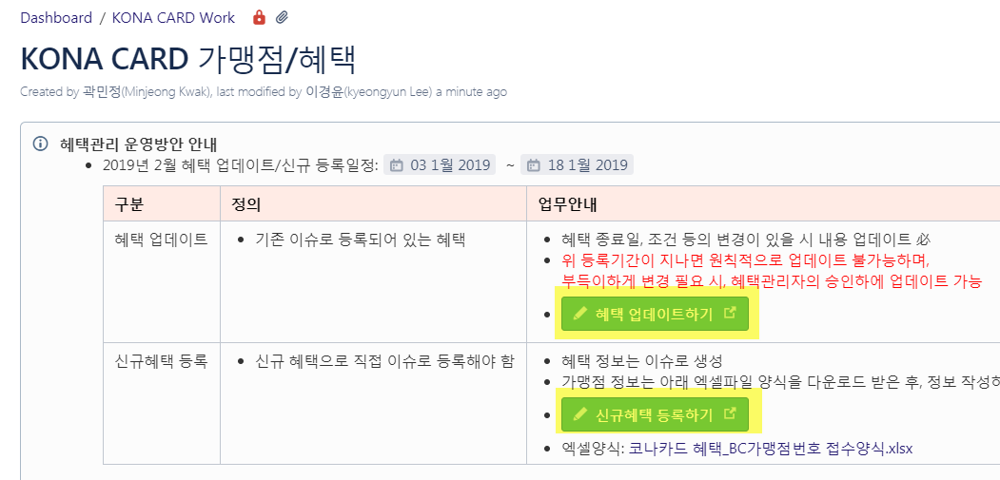 Dashboard / KONA CARD Work
KONA CARD 가맹점/혜택
Created by 곽민정(Minjeong Kwak), last modified by 이경윤(kyeongyun Lee) a minute ago
혜택관리 운영방안 안내
2019년 2월 혜택 업데이트/신규 등록일정: 03 1월 2019 ~ 18 1월 2019
구분 정의 업무안내
혜택 업데이트
기존 이슈로 등록되어 있는 혜택
혜택 종료일, 조건 등의 변경이 있을 시 내용 업데이트 必
위 등록기간이 지나면 원칙적으로 업데이트 불가능하며,
부득이하게 변경 필요 시, 혜택관리자의 승인하에 업데이트 가능
혜택 업데이트하기
신규혜택 등록
신규 혜택으로 직접 이슈로 등록해야 함
혜택 정보는 이슈로 생성
가맹점 정보는 아래 엑셀파일 양식을 다운로드 받은 후, 정보 작성하
신규혜택 등록하기
엑셀양식: 코나카드 혜택_BC가맹점번호 접수양식.xlsx